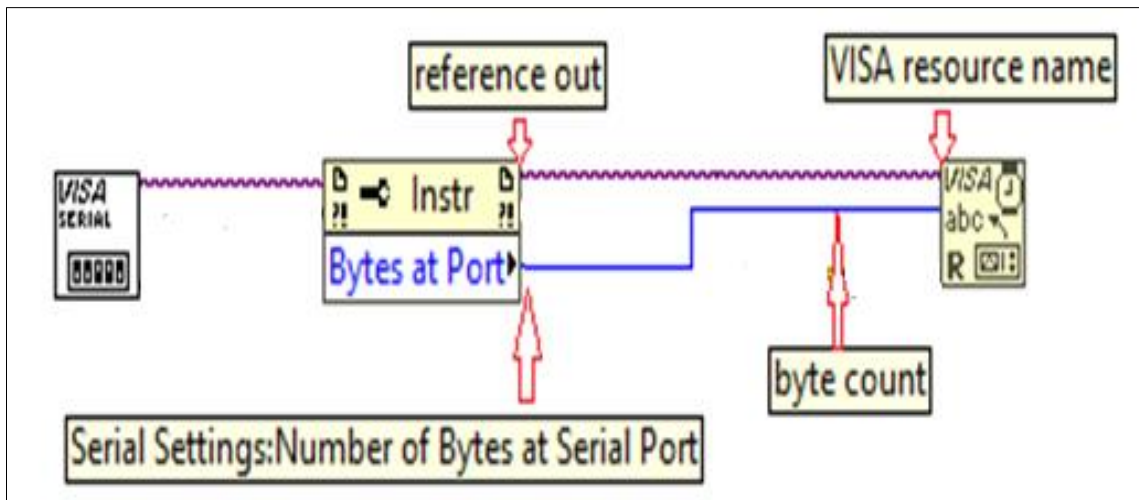 reference out
VISA resource name
VISA
SERIAL
Instr
Bytes at Port
VISA
abc
R
byte count
Serial Settings:Number of Bytes at Serial Port